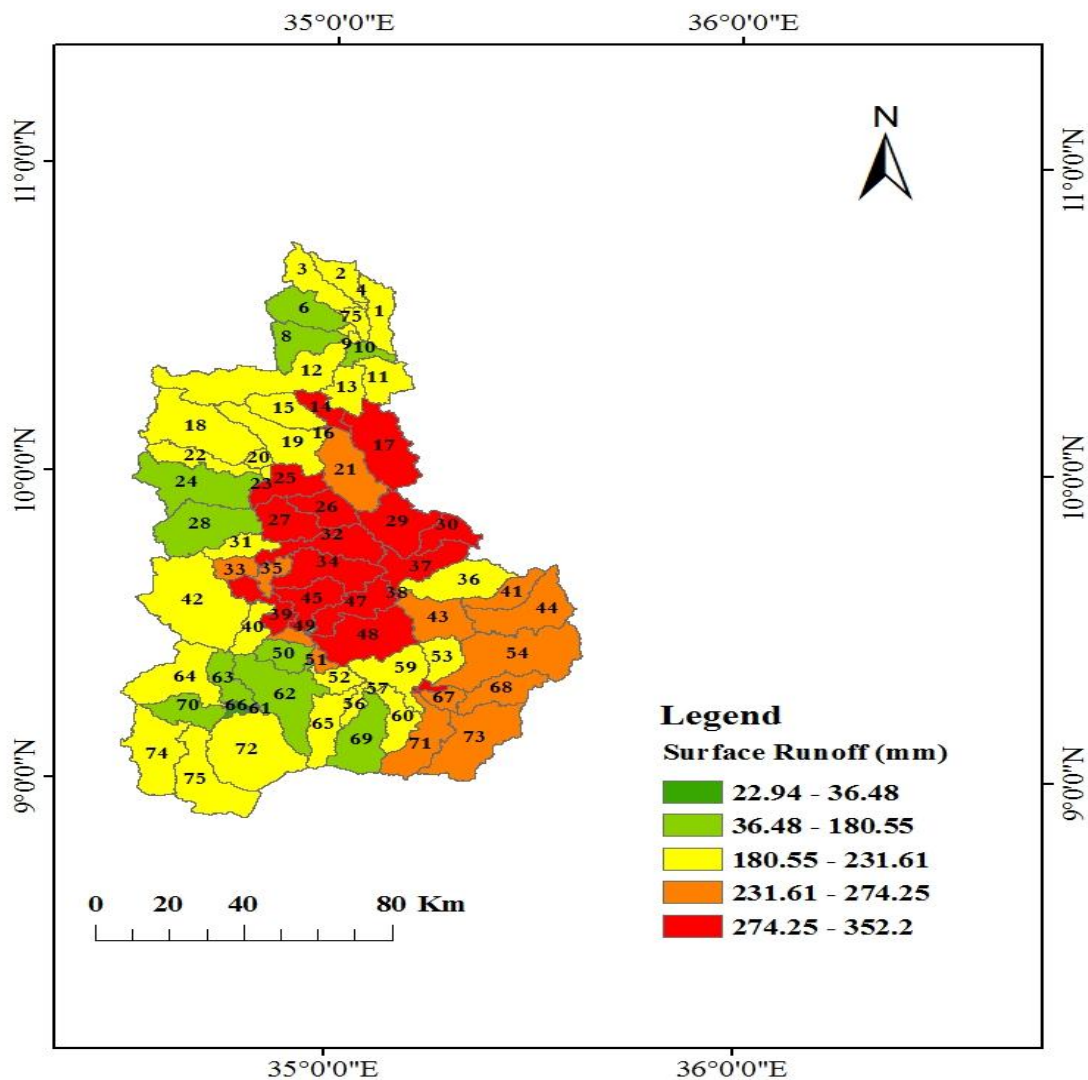 35°0'0"E 36°0'0"E
N
11°0'0"N 11°0'0"N
3 2
4
6 75 1
8 9 10
12 11
13
15 14
18 16 17
19
22 20 21
24 23 25
10°0'0"N 10°0'0"N
26
28 27 29 30
31 32
33 35 34 37
36
42 45 47 38 41
39 43 44
40 49 48
50 51 53 54
64 63 52 59
62 57 68
70 66 61 56 67
65 60
69 71 73
74 72
75
9°0'0"N 9°0'0"N
Legend
Surface Runoff (mm)
22.94 - 36.48
36.48 - 180.55
180.55 - 231.61
231.61 - 274.25
274.25 - 352.2
0 20 40 80 Km
35°0'0"E 36°0'0"E